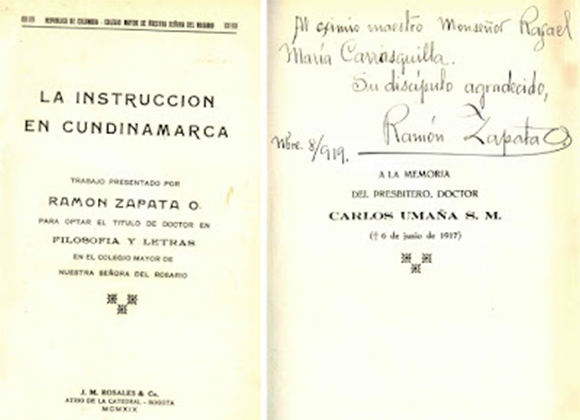 REPUBLICA DE COLOMBIA - COLEGIO MAYOR DE NUESTRA SEÑORA DEL ROSARIO
LA INSTRUCCION
EN CUNDINAMARCA
TRABAJO PRESENTADO POR
RAMON ZAPATA O.
PARA OPTAR EL TITULO DE DOCTOR EN
FILOSOFIA Y LETRAS
EN EL COLEGIO MAYOR DE
NUESTRA SEÑORA DEL ROSARIO
J. M. ROSALES & Co.
ATRIO DE LA CATEDRAL - BOGOTA
MCMXIX
Al eximio maestro Monseñor Rafael
María Carrasquilla.
Su discípulo agradecido,
Ramón Zapata O
Nbre. 8/919.
A LA MEMORIA
DEL PRESBITERO, DOCTOR
CARLOS UMAÑA S. M.
(† 6 de junio de 1917)